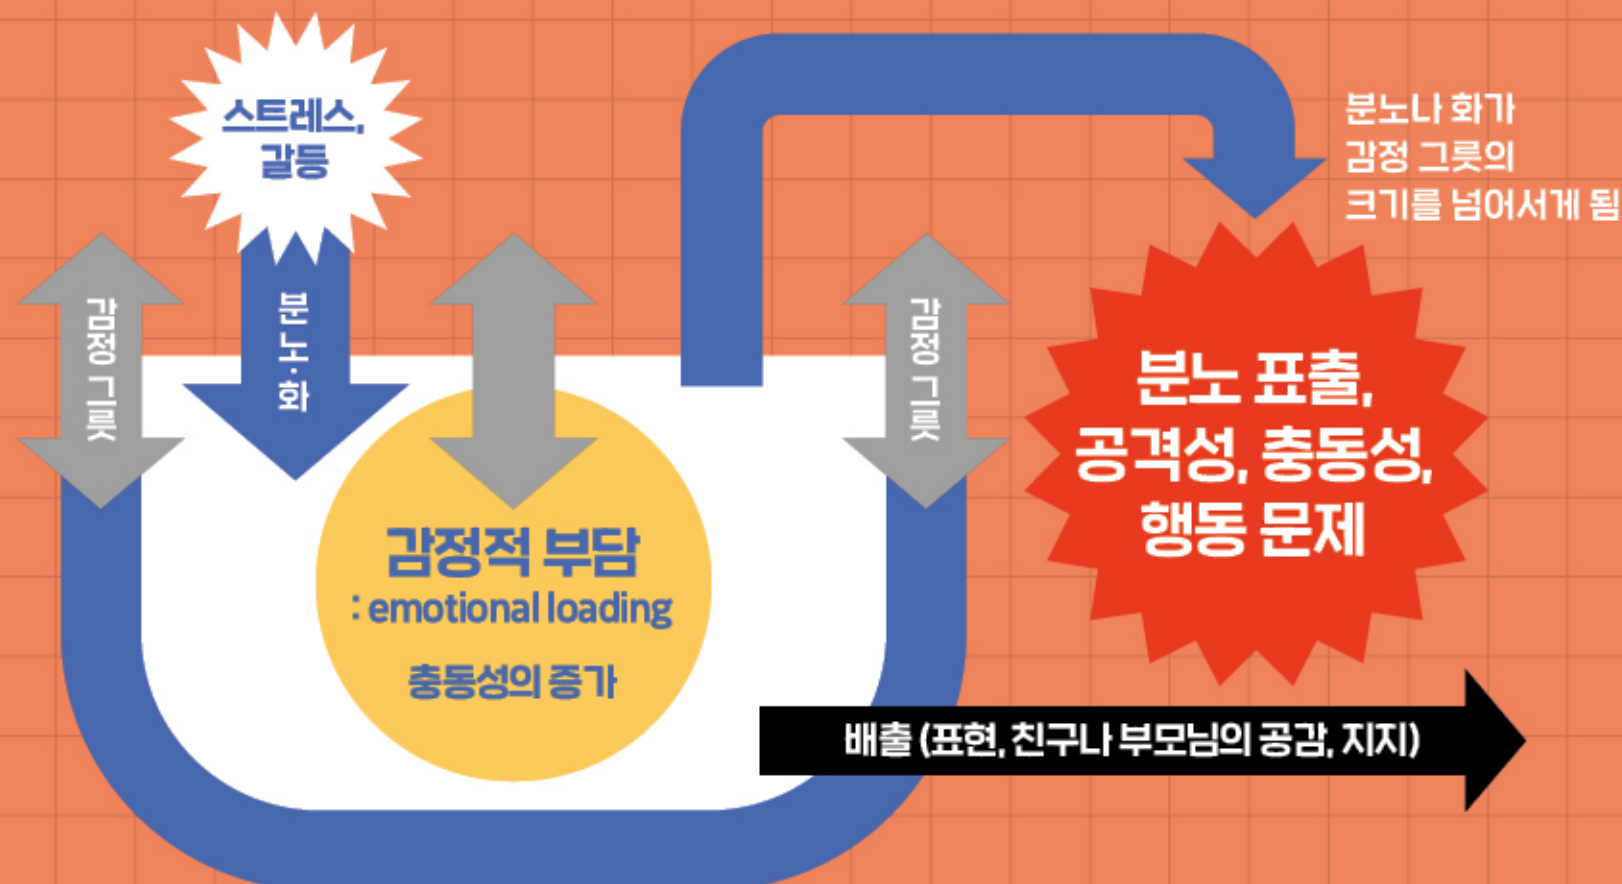 스트레스,
갈등
분노·화
감정 그릇
감정적 부담
: emotional loading
충동성의 증가
감정 그릇
분노나 화가
감정 그릇의
크기를 넘어서게 됨
분노 표출,
공격성, 충동성,
행동 문제
배출 (표현, 친구나 부모님의 공감, 지지)